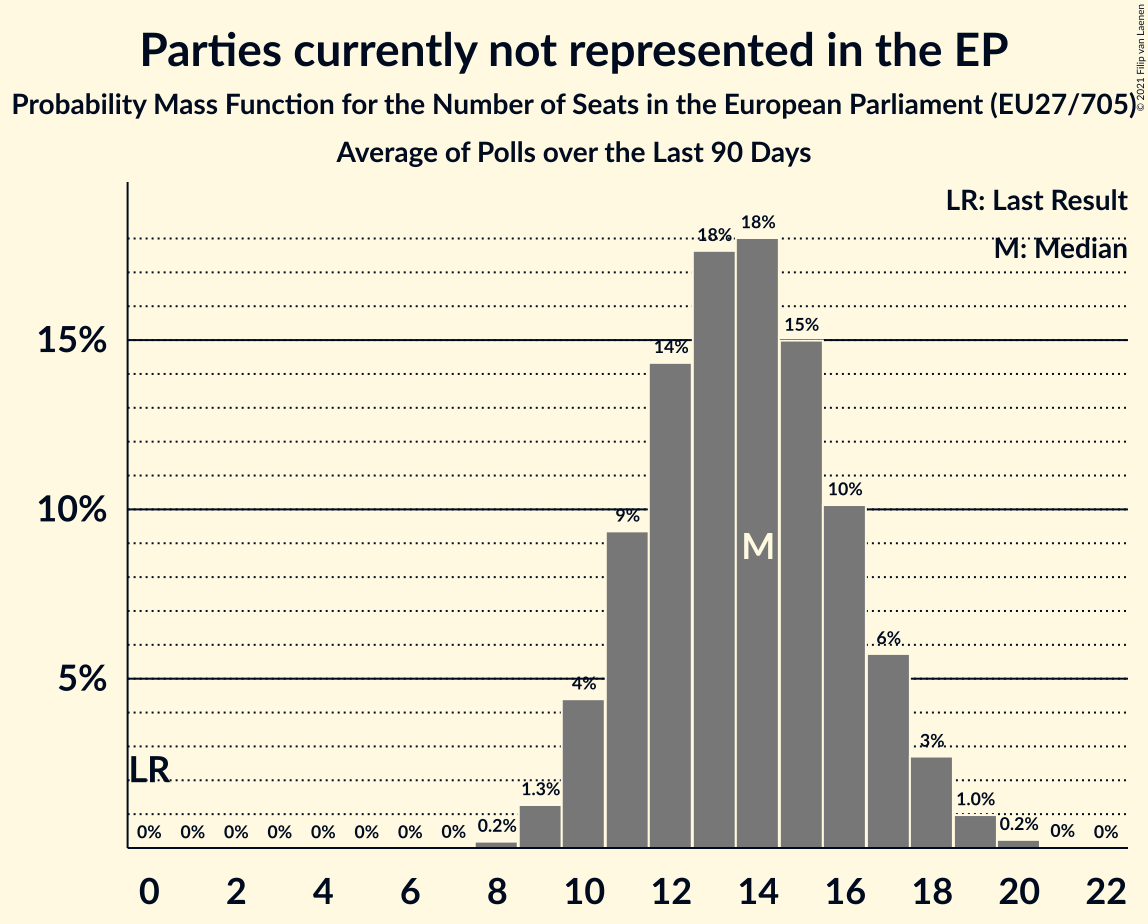 Parties currently not represented in the EP
Probability Mass Function for the Number of Seats in the European Parliament (EU27/705)
Average of Polls over the Last 90 Days
© 2021 Filip van Laenen
LR: Last Result
M: Median
15%
10%
5%
LR
0%
0%
0%
0%
0%
0%
0%
0%
0.2%
1.3%
4%
9%
14%
18%
18%
15%
10%
6%
3%
1.0%
0.2%
0%
0%
M
0 2 4 6 8 10 12 14 16 18 20 22